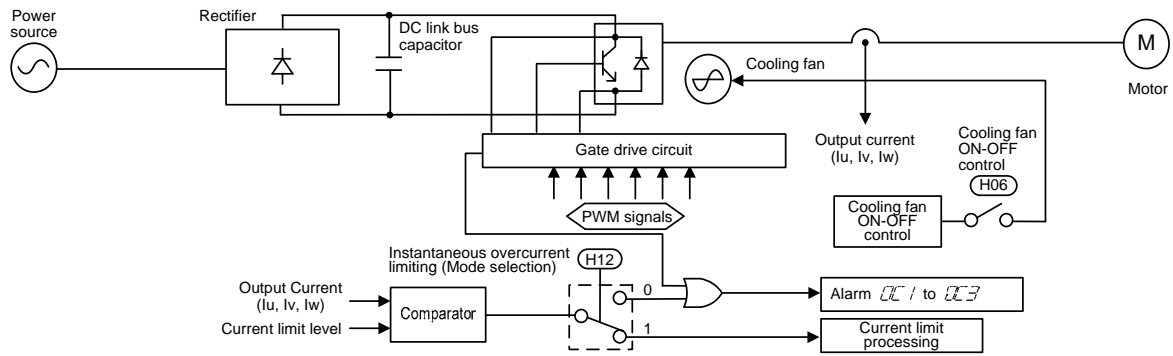 Power
source
Rectifier
DC link bus
capacitor
M
Motor
Cooling fan
Output current
(Iu, Iv, Iw)
Cooling fan
ON-OFF
control
H06
Cooling fan
ON-OFF
control
Gate drive circuit
PWM signals
Instantaneous overcurrent
limiting (Mode selection)
H12
Output Current
(Iu, Iv, Iw)
Current limit level
Comparator
0
1
Alarm OC1 to OC3
Current limit
processing